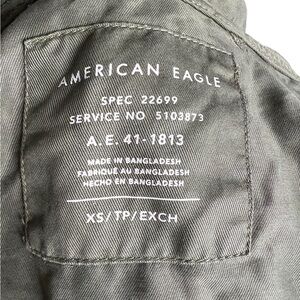 AMERICAN EAGLE
SPEC 22699
SERVICE NO 5103873
A.E. 41-1813
MADE IN BANGLADESH
FABRIQUÉ AU BANGLADESH
HECHO EN BANGLADESH
XS/TP/EXCH